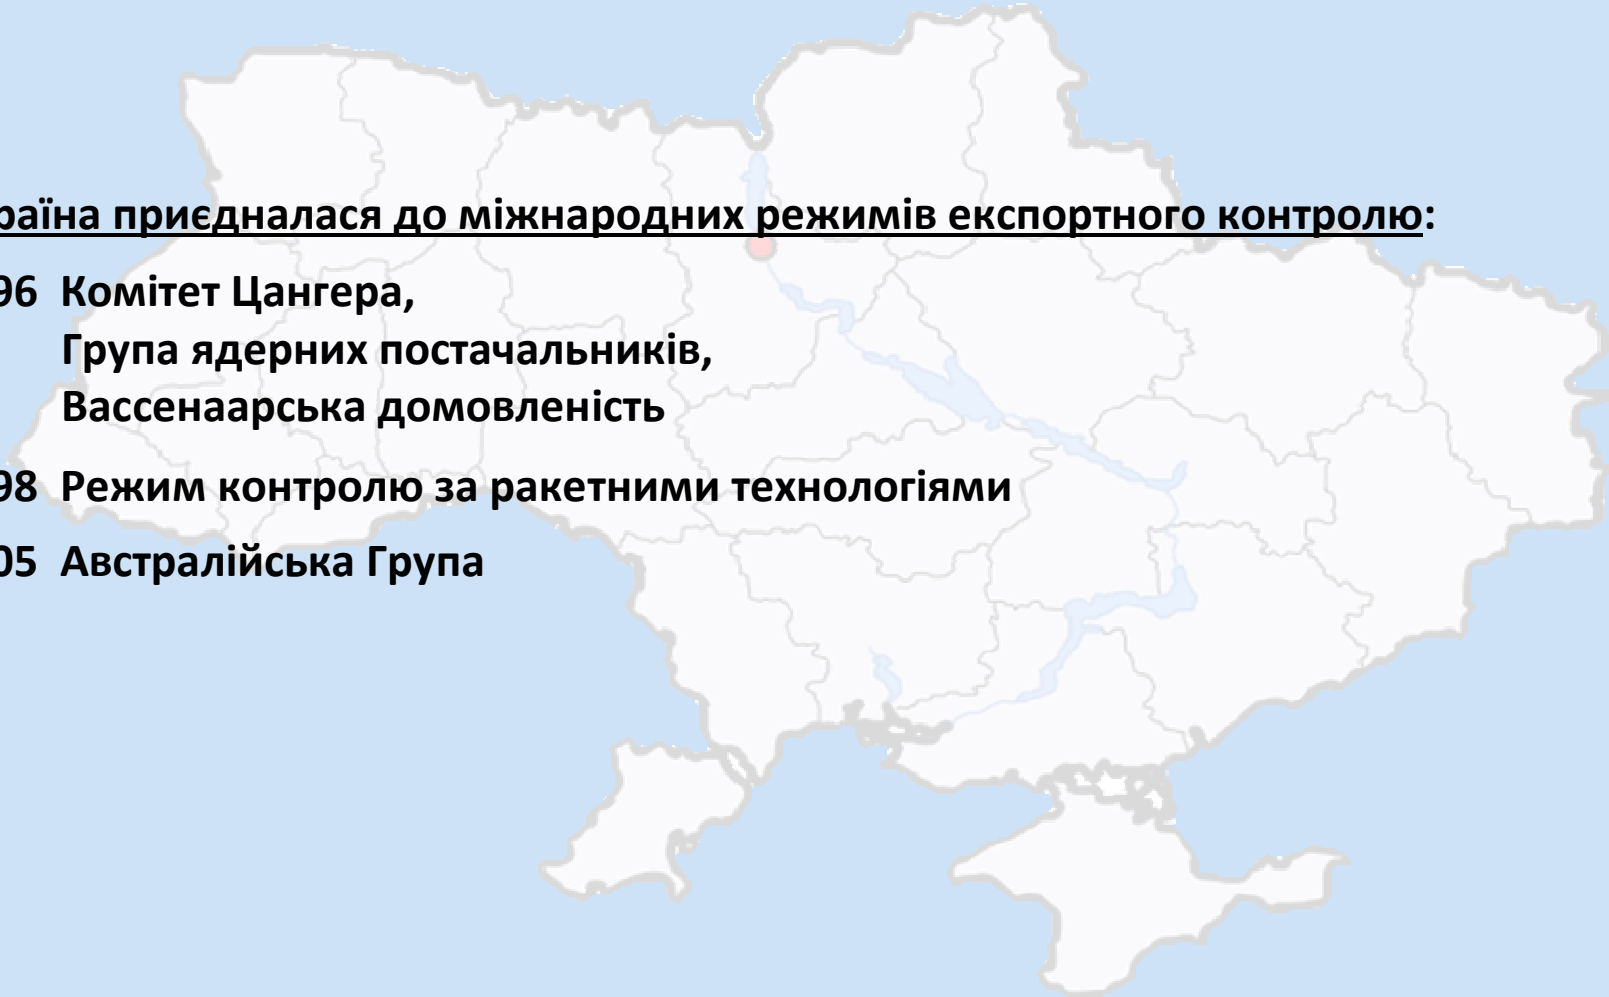 раїна приєдналася до міжнародних режимів експортного контролю:
96 Комітет Цангера,
Група ядерних постачальників,
Вассенаарська домовленість
98 Режим контролю за ракетними технологіями
05 Австралійська Група